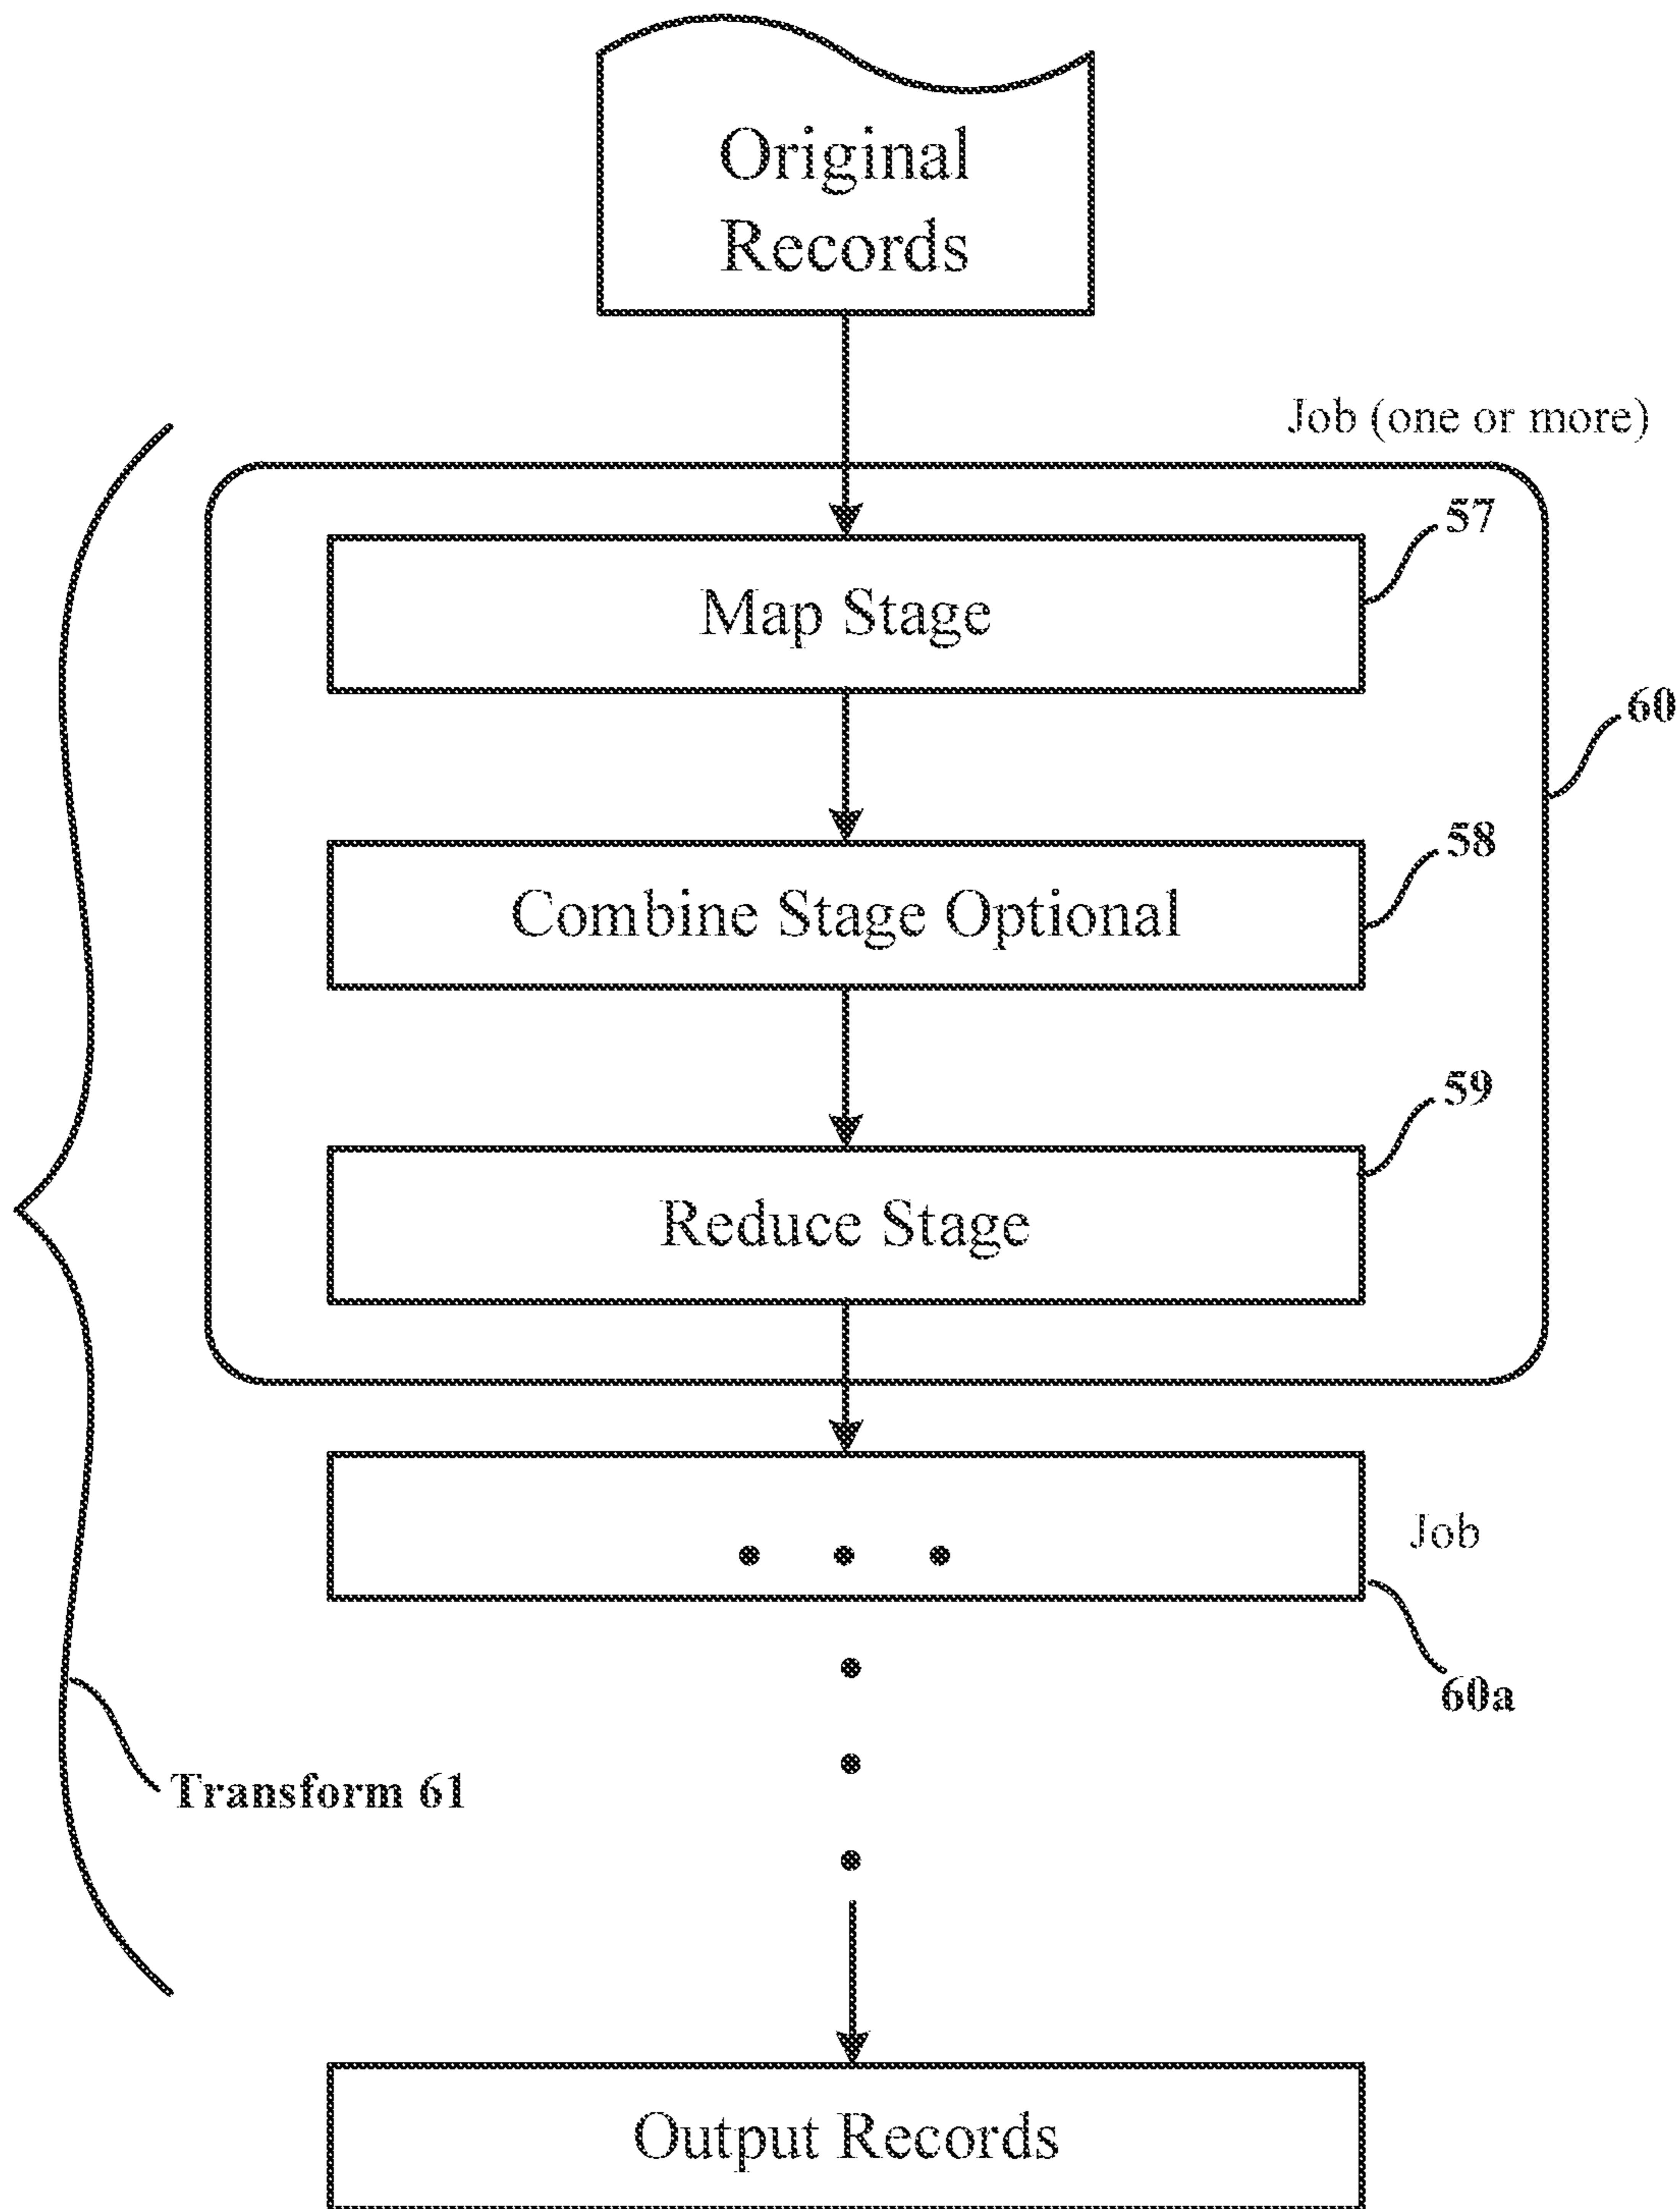 Original
Records
Job (one or more)
57
Map Stage
60
58
Combine Stage Optional
59
Reduce Stage
Job
60a
Transform 61
Output Records